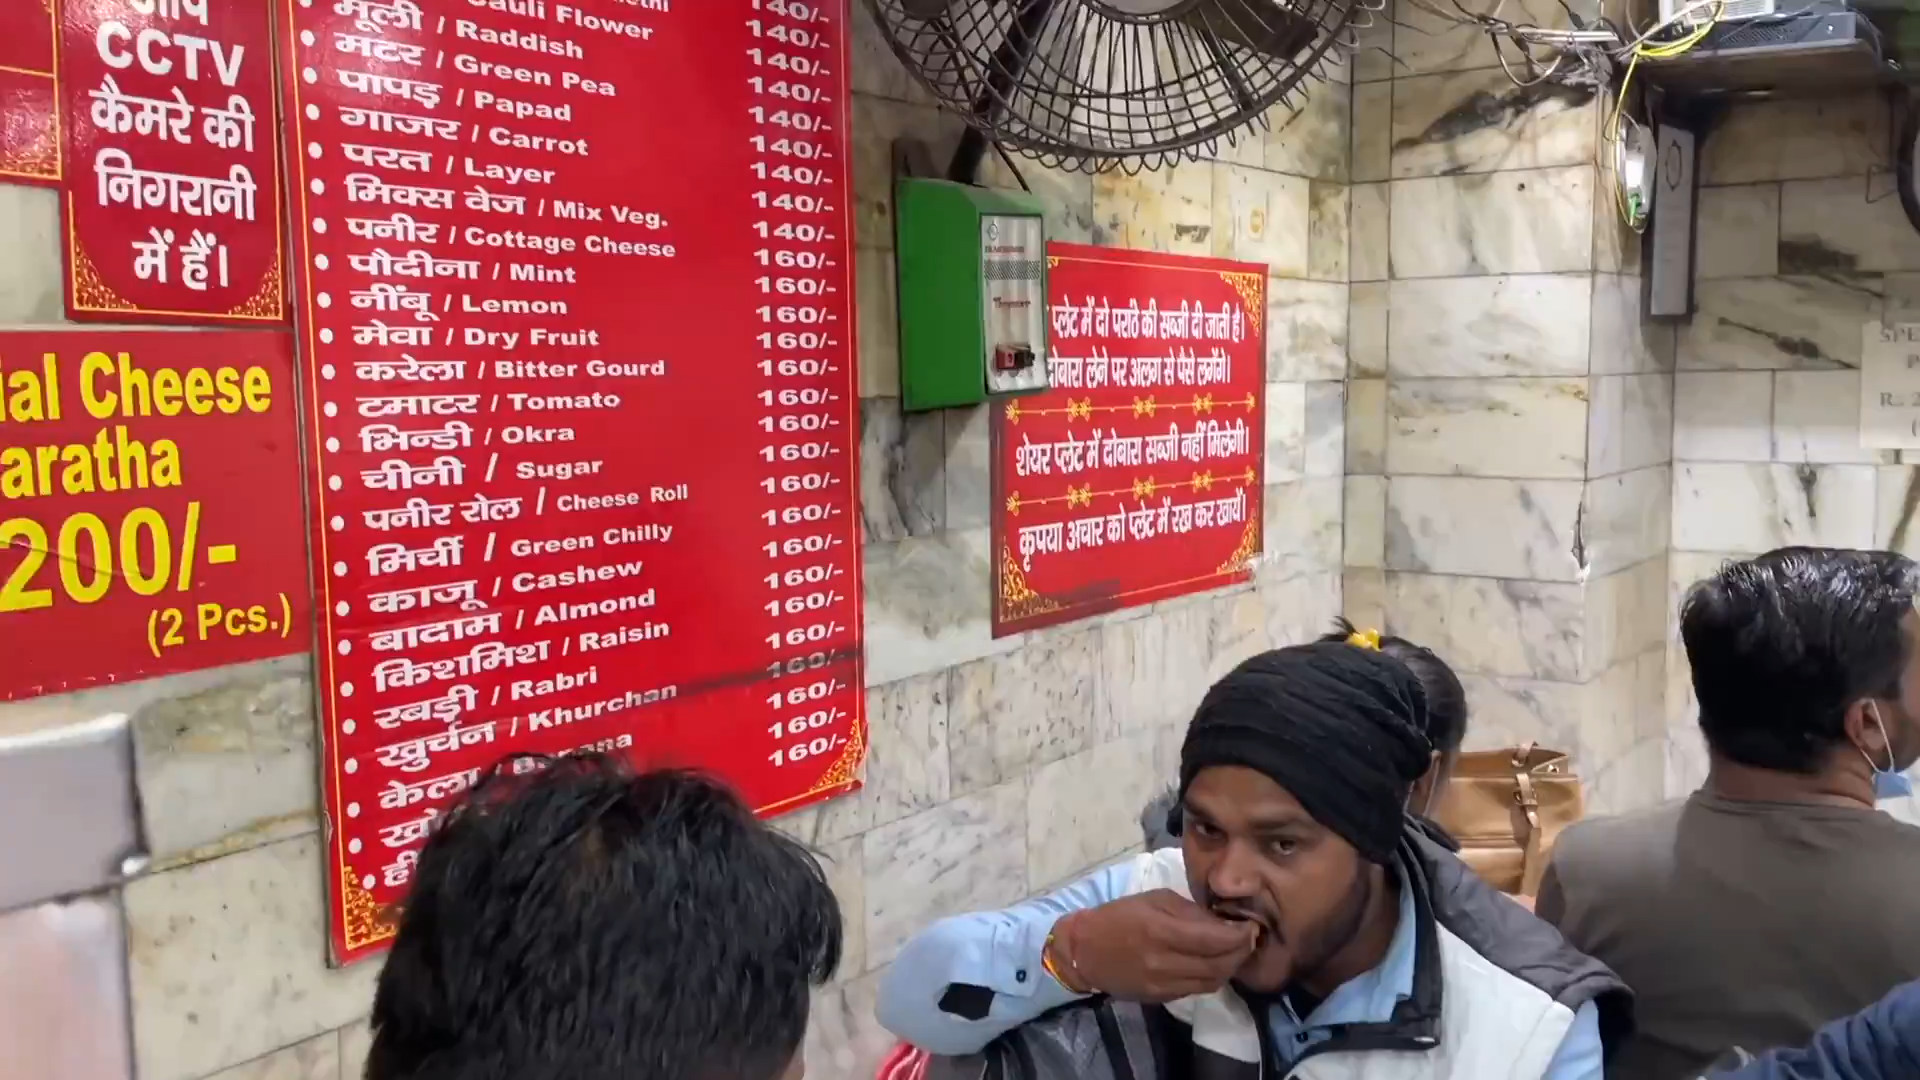 CCTV
कैमरे की
निगरानी
में हैं।
Cheese
200/-
(2 Pcs.)
Cauli Flower 140/-
मूली / Raddish 140/-
मटर / Green Pea 140/-
पापड़ / Papad 140/-
गाजर / Carrot 140/-
परत / Layer 140/-
मिक्स वेज / Mix Veg. 140/-
पनीर / Cottage Cheese 140/-
पौदीना / Mint 160/-
नींबू / Lemon 160/-
मेवा / Dry Fruit 160/-
करेला / Bitter Gourd 160/-
टमाटर / Tomato 160/-
भिन्डी / Okra 160/-
चीनी / Sugar 160/-
पनीर रोल / Cheese Roll 160/-
मिर्ची / Green Chilly 160/-
काजू / Cashew 160/-
बादाम / Almond 160/-
किशमिश / Raisin 160/-
रबड़ी / Rabri 160/-
खुर्चन / Khurchan 160/-
केला 160/-
160/-
160/-
प्लेट में दो परांठे की सब्जी दी जाती है।
दोबारा लेने पर अलग से पैसे लगेंगे।
शेयर प्लेट में दोबारा सब्जी नहीं मिलेगी।
कृपया अचार को प्लेट में रख कर खायें।